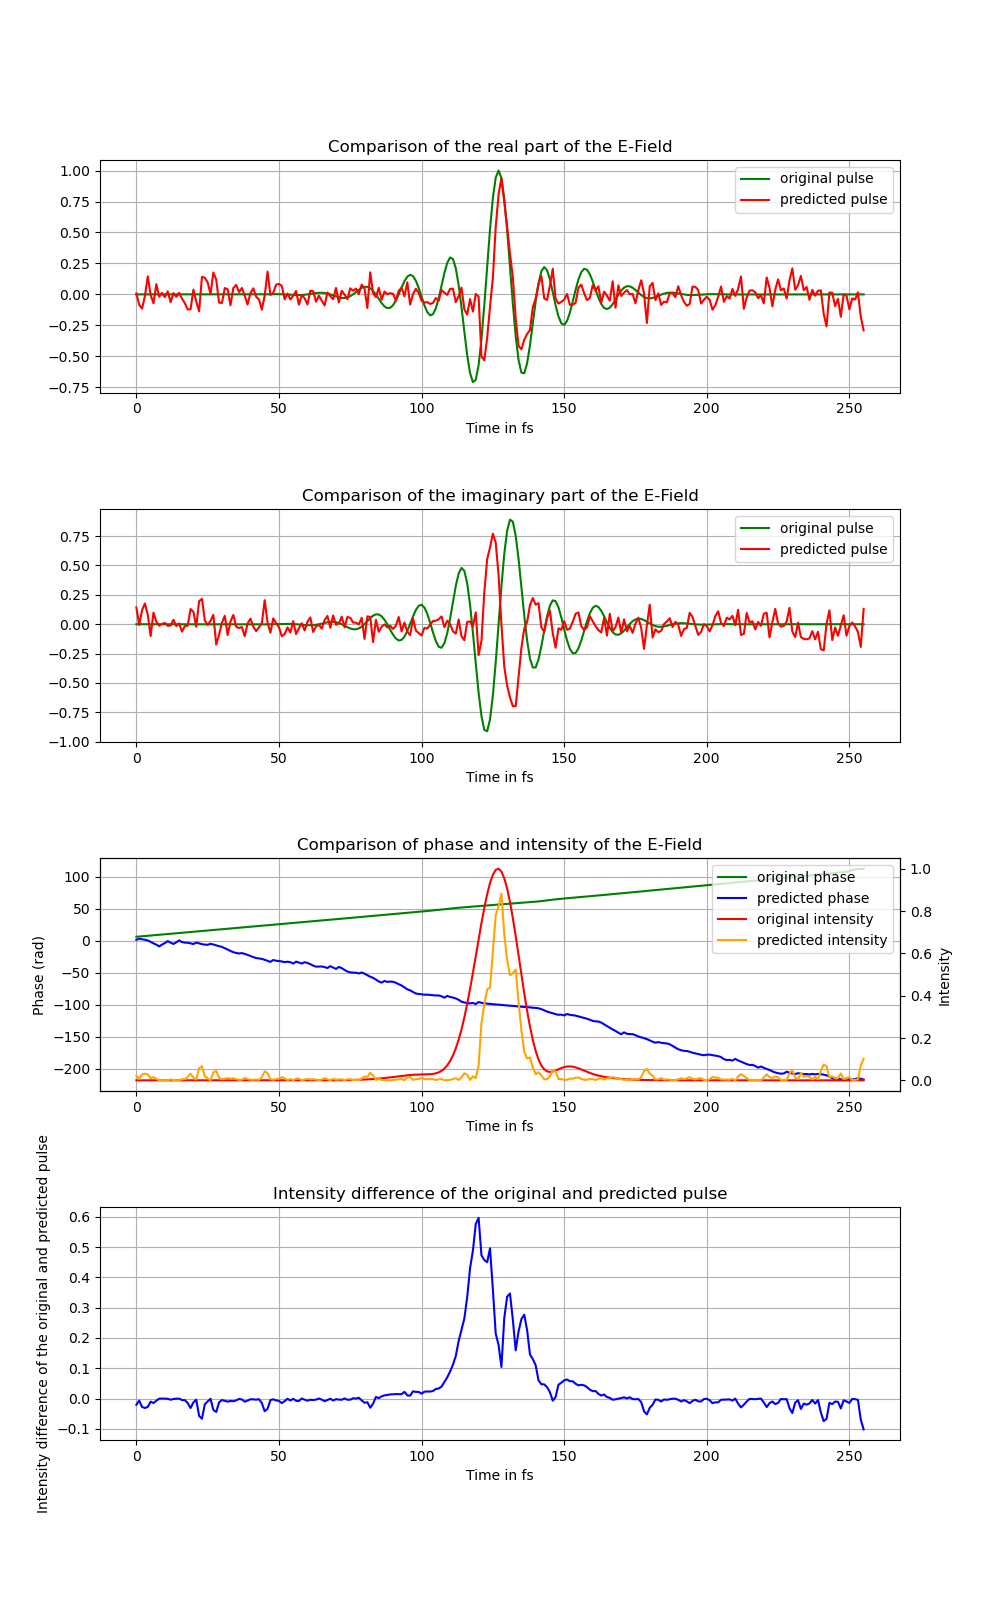 Comparison of the real part of the E-Field
1.00
0.75
0.50
0.25
0.00
−0.25
−0.50
−0.75
original pulse
predicted pulse
0 50 100 150 200 250
Time in fs
Comparison of the imaginary part of the E-Field
0.75
0.50
0.25
0.00
−0.25
−0.50
−0.75
−1.00
original pulse
predicted pulse
0 50 100 150 200 250
Time in fs
Comparison of phase and intensity of the E-Field
Phase (rad)
100
50
0
−50
−100
−150
−200
original phase
predicted phase
original intensity
predicted intensity
1.0
0.8
0.6
0.4
0.2
0.0
Intensity
0 50 100 150 200 250
Time in fs
Intensity difference of the original and predicted pulse
Intensity difference of the original and predicted pulse
0.6
0.5
0.4
0.3
0.2
0.1
0.0
−0.1
0 50 100 150 200 250
Time in fs